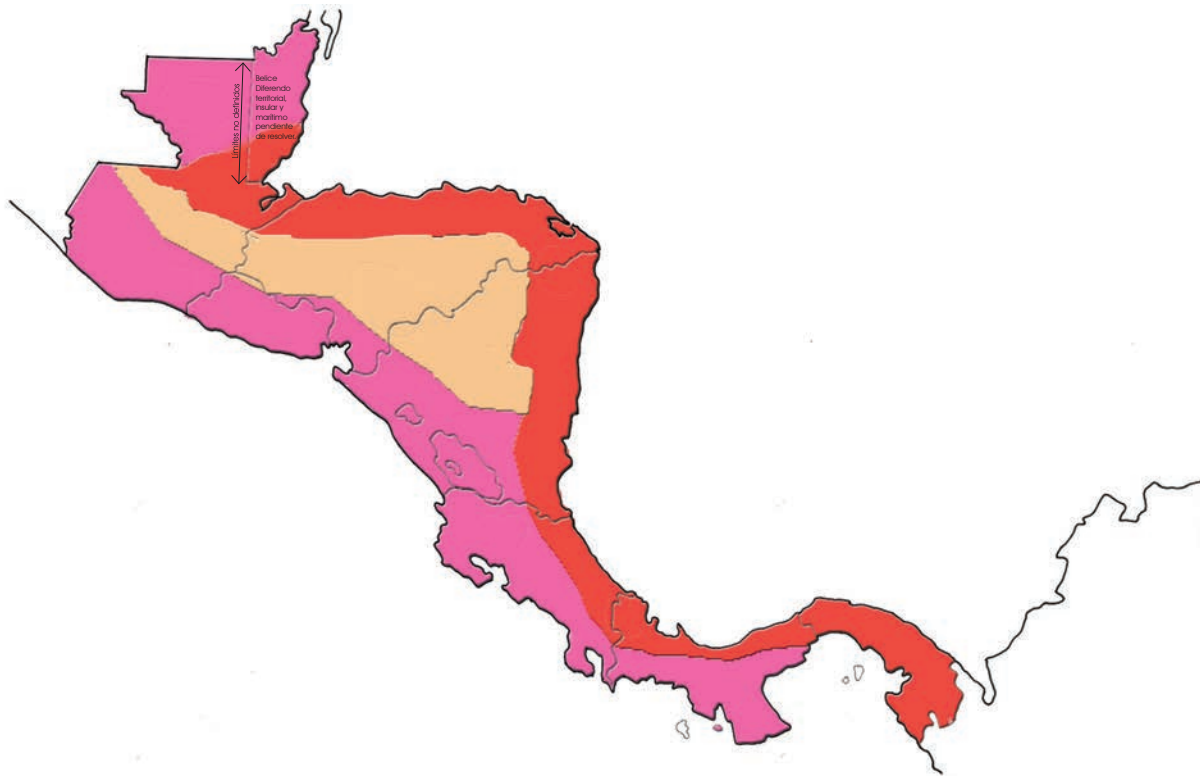 Límites no definidos
Belice
Diferendo
territorial,
insular y
marítimo
pendiente
de resolver.